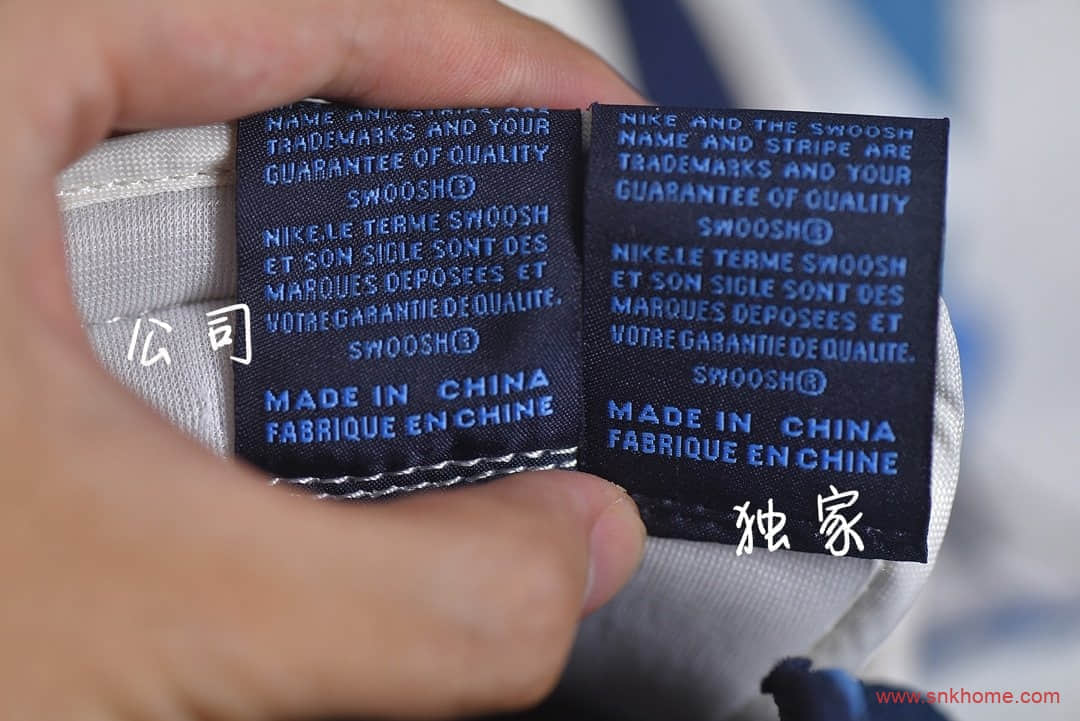 NAME AND STRIPE ARE
TRADEMARKS AND YOUR
GUARANTEE OF QUALITY
SWOOSH®
NIKE.LE TERME SWOOSH
ET SON SIGLE SONT DES
MARQUES DEPOSEES ET
VOTRE GARANTIE DE QUALITE.
SWOOSH®
MADE IN CHINA
FABRIQUE EN CHINE
公司
NIKE AND THE SWOOSH
NAME AND STRIPE ARE
TRADEMARKS AND YOUR
GUARANTEE OF QUALITY
SWOOSH®
NIKE.LE TERME SWOOSH
ET SON SIGLE SONT DES
MARQUES DEPOSEES ET
VOTRE GARANTIE DE QUALITE.
SWOOSH®
MADE IN CHINA
FABRIQUE EN CHINE
独家
www.snkhome.com